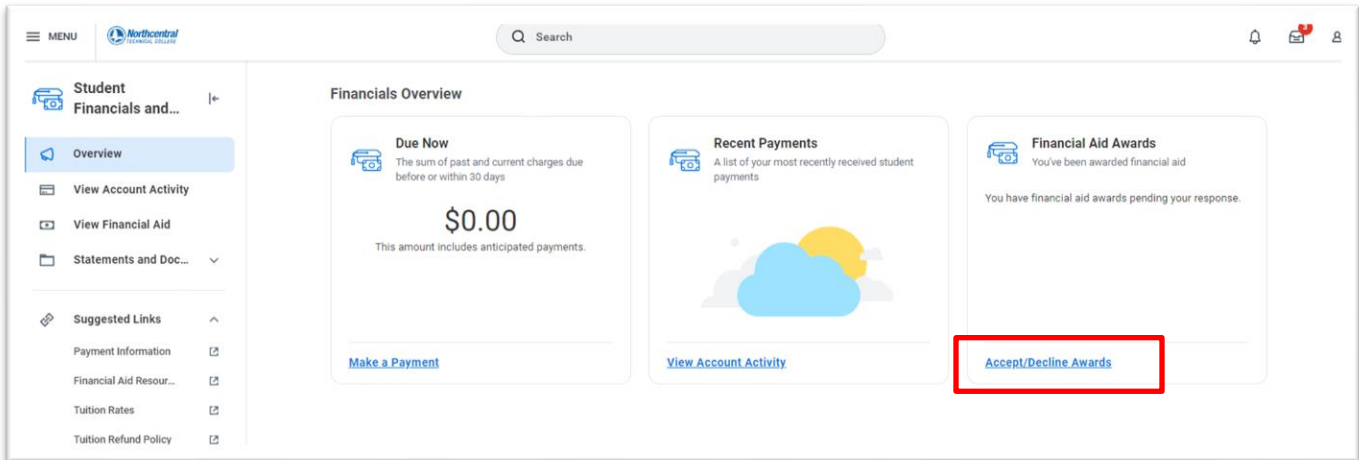 MENU
Northcentral
TECHNICAL COLLEGE
Search
Student
Financials and...
Overview
View Account Activity
View Financial Aid
Statements and Doc...
Suggested Links
Payment Information
Financial Aid Resour...
Tuition Rates
Tuition Refund Policy
Financials Overview
Due Now
The sum of past and current charges due
before or within 30 days
$0.00
This amount includes anticipated payments.
Make a Payment
Recent Payments
A list of your most recently received student
payments
View Account Activity
Financial Aid Awards
You've been awarded financial aid
You have financial aid awards pending your response.
Accept/Decline Awards